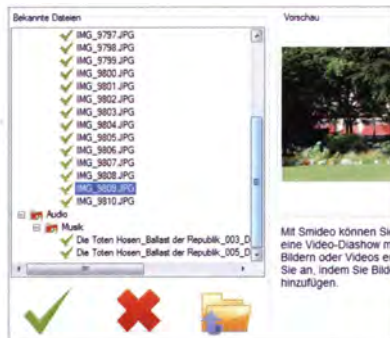 Bekannte Dateien
IMG_9797.JPG
IMG_9798.JPG
IMG_9799.JPG
IMG_9800.JPG
IMG_9801.JPG
IMG_9802.JPG
IMG_9803.JPG
IMG_9804.JPG
IMG_9805.JPG
IMG_9806.JPG
IMG_9807.JPG
IMG_9808.JPG
IMG_9809.JPG
IMG_9810.JPG
Audio
Musik
Die Toten Hosen_Ballast der Republik_003_D
Die Toten Hosen_Ballast der Republik_005_D
Vorschau
Mit Smideo können Sie
eine Video-Diashow m
Bildern oder Videos er
Sie an, indem Sie Bild
hinzufügen.